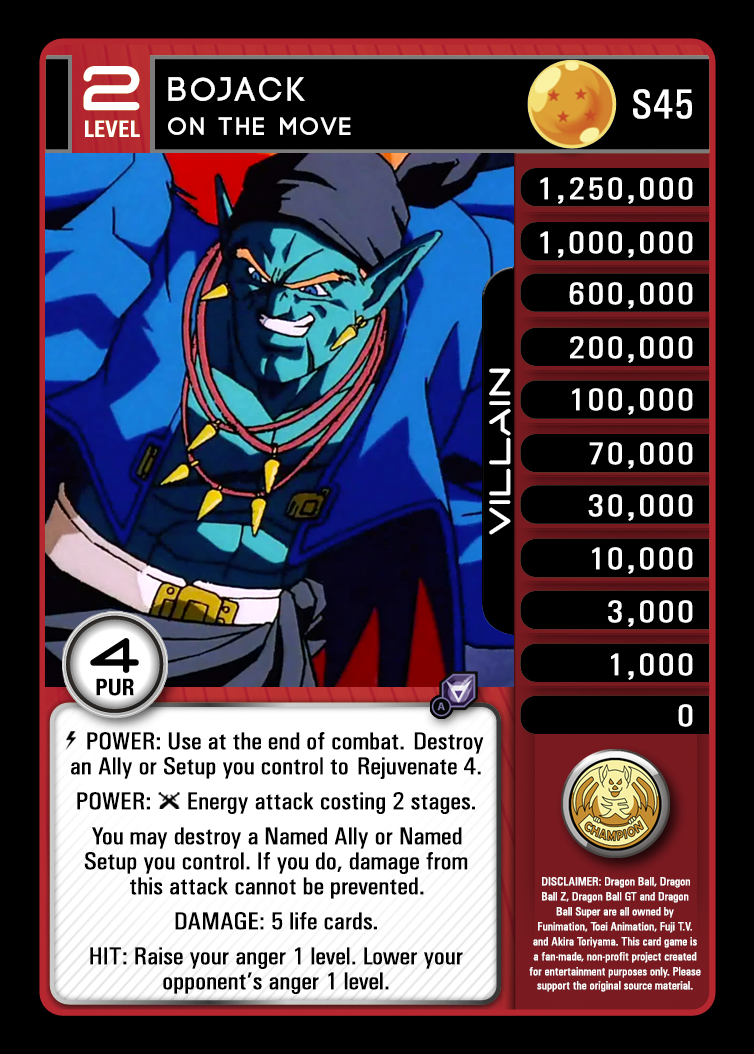 2
LEVEL
BOJACK
ON THE MOVE
S45
1,250,000
1,000,000
600,000
200,000
100,000
70,000
30,000
10,000
3,000
1,000
0
VILLAIN
4
PUR
A
POWER: Use at the end of combat. Destroy
an Ally or Setup you control to Rejuvenate 4.
POWER: Energy attack costing 2 stages.
You may destroy a Named Ally or Named
Setup you control. If you do, damage from
this attack cannot be prevented.
DAMAGE: 5 life cards.
HIT: Raise your anger 1 level. Lower your
opponent's anger 1 level.
天
CHAMPION
DISCLAIMER: Dragon Ball, Dragon
Ball Z, Dragon Ball GT and Dragon
Ball Super are all owned by
Funimation, Toei Animation, Fuji T.V.
and Akira Toriyama. This card game is
a fan-made, non-profit project created
for entertainment purposes only. Please
support the original source material.